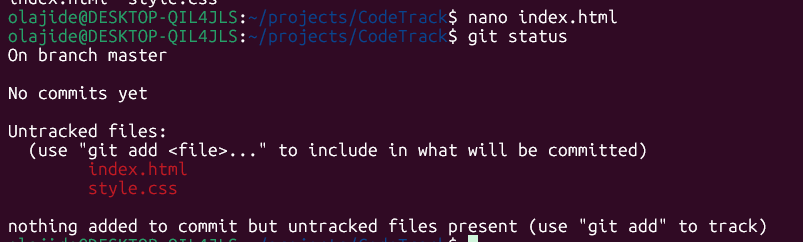 index.html style.css
olajide@DESKTOP-QIL4JLS:~/projects/CodeTrack$ nano index.html
olajide@DESKTOP-QIL4JLS:~/projects/CodeTrack$ git status
On branch master
No commits yet
Untracked files:
(use "git add <file>..." to include in what will be committed)
index.html
style.css
nothing added to commit but untracked files present (use "git add" to track)
olajide@DESKTOP-QIL4JLS:~/projects/CodeTrack$